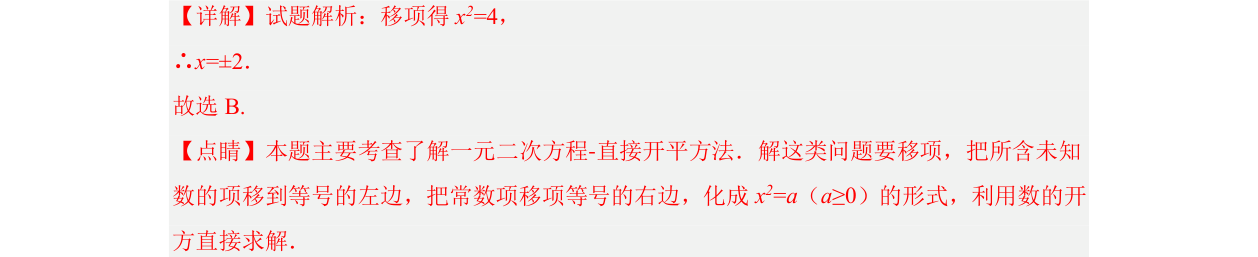 【详解】试题解析：移项得 x²=4，
∴x=±2．
故选 B.
【点睛】本题主要考查了解一元二次方程-直接开平方法．解这类问题要移项，把所含未知
数的项移到等号的左边，把常数项移项等号的右边，化成 x²=a（a≥0）的形式，利用数的开
方直接求解．